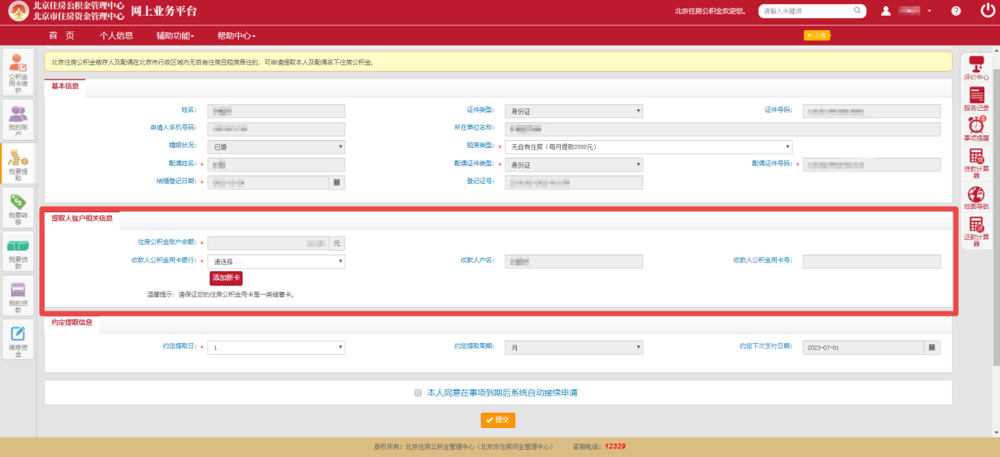 北京住房公积金管理中心
北京市住房资金管理中心
网上业务平台
北京住房公积金欢迎您。
请输入关键词
首 页 个人信息 辅助功能 帮助中心 公告
北京住房公积金缴存人及配偶在北京市行政区域内无自有住房且租房居住的，可申请提取本人及配偶名下住房公积金。
基本信息
姓名： 证件类型： 身份证 证件号码：
申请人手机号码： 所在单位名称：
婚姻状况： 已婚 租房类型：* 无自有住房（每月提取2000元）
配偶姓名：* 配偶证件类型：* 身份证 配偶证件号码：*
结婚登记日期：* 登记证号：
提取人账户相关信息
住房公积金账户余额：* 元
收款人公积金用卡银行：* 请选择... 收款人户名： 收款人公积金用卡号：
添加新卡
温馨提示：请保证您的住房公积金用卡是一类储蓄卡。
约定提取信息
约定提取日：* 1 约定提取周期： 月 约定下次支付日期： 2023-07-01
本人同意在事项到期后系统自动接续申请
提交
版权所有：北京住房公积金管理中心（北京市住房资金管理中心） 客服电话：12329
公积金
用卡维
护
我的账
户
我要提
取
我要转
移
我要贷
款
我的贷
款
维修资
金
评价中心
服务记录
0
事项提醒
贷
贷款计算
器
地图导航
还
还款计算
器